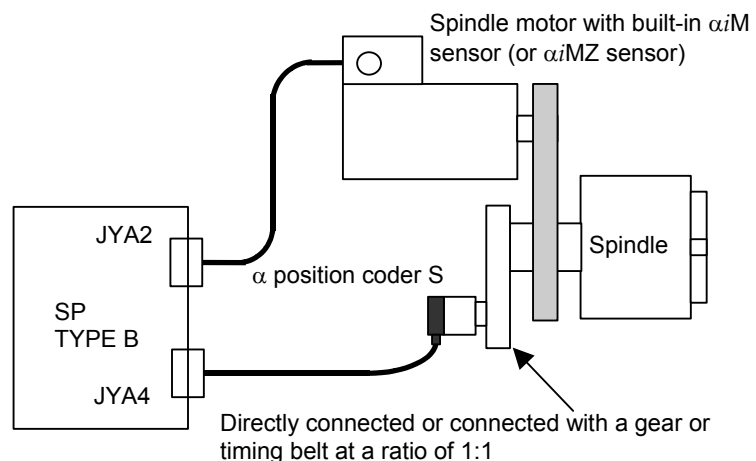 Spindle motor with built-in αiM
sensor (or αiMZ sensor)
JYA2
Spindle
α position coder S
SP
TYPE B
JYA4
Directly connected or connected with a gear or
timing belt at a ratio of 1:1